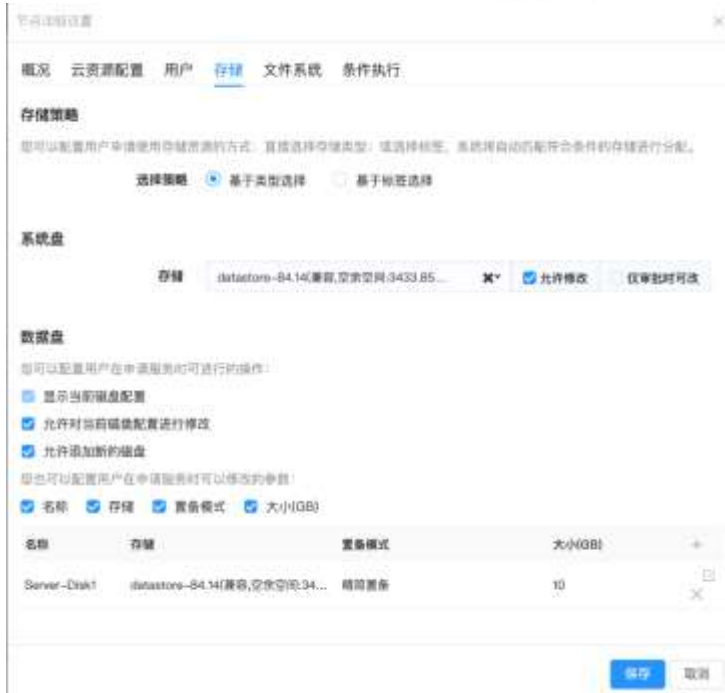 节点详细设置
概况 云资源配置 用户 存储 文件系统 条件执行
存储策略
您可以配置用户申请使用存储资源的方式：直接选择存储类型；或选择标签，系统将自动匹配符合条件的存储进行分配。
选择策略 基于类型选择 基于标签选择
系统盘
存储 datastore-84.14(兼容,空余空间:3433.85... 允许修改 仅审批时可改
数据盘
您可以配置用户在申请服务时可进行的操作：
显示当前磁盘配置
允许对当前磁盘配置进行修改
允许添加新的磁盘
您也可以配置用户在申请服务时可以修改的参数：
名称 存储 置备模式 大小(GB)
名称 存储 置备模式 大小(GB)
Server-Disk1 datastore-84.14(兼容,空余空间:34... 精简置备 10
保存 取消